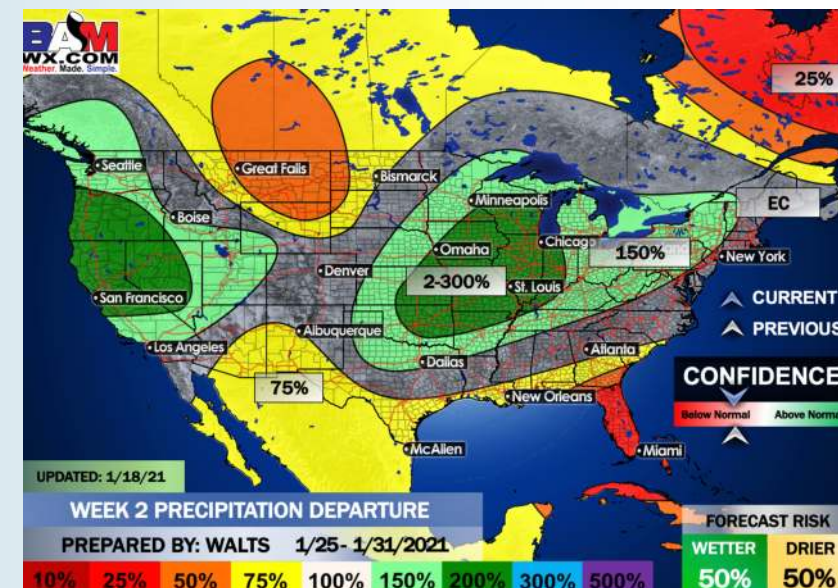 BAM
WX.COM
Weather. Made. Simple.
25%
Seattle
Great Falls
Bismarck
Minneapolis
Boise
EC
Omaha
Chicago
150%
New York
Denver
2-300%
St. Louis
San Francisco
CURRENT
PREVIOUS
Albuquerque
Los Angeles
Atlanta
Dallas
CONFIDENCE
75%
New Orleans
Below Normal Above Norma
McAllen
Miami
UPDATED: 1/18/21
WEEK 2 PRECIPITATION DEPARTURE
FORECAST RISK
PREPARED BY: WALTS 1/25- 1/31/2021
WETTER DRIER
10% 25% 50% 75% 100% 150% 200% 300% 500%
50% 50%